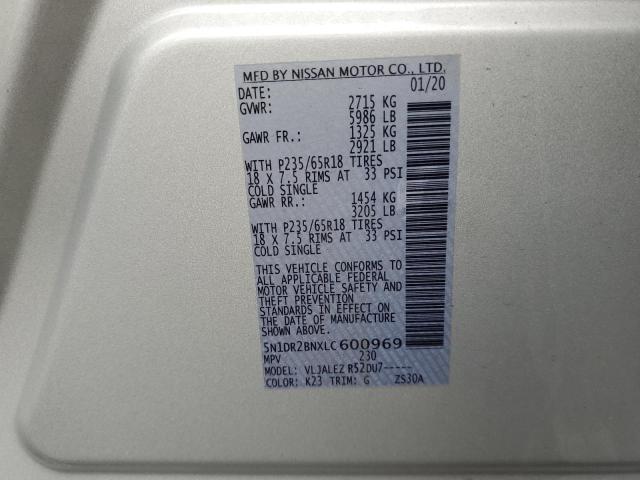 MFD BY NISSAN MOTOR CO., LTD.
DATE: 01/20
GVWR: 2715 KG
5986 LB
GAWR FR.: 1325 KG
2921 LB
WITH P235/65R18 TIRES
18 X 7.5 RIMS AT 33 PSI
COLD SINGLE
GAWR RR.: 1454 KG
3205 LB
WITH P235/65R18 TIRES
18 X 7.5 RIMS AT 33 PSI
COLD SINGLE
THIS VEHICLE CONFORMS TO
ALL APPLICABLE FEDERAL
MOTOR VEHICLE SAFETY AND
THEFT PREVENTION
STANDARDS IN EFFECT ON
THE DATE OF MANUFACTURE
SHOWN ABOVE.
5N1DR2BNXLC600969
MPV 230
MODEL: VLJALEZ R52DU7-----
COLOR: K23 TRIM: G ZS30A